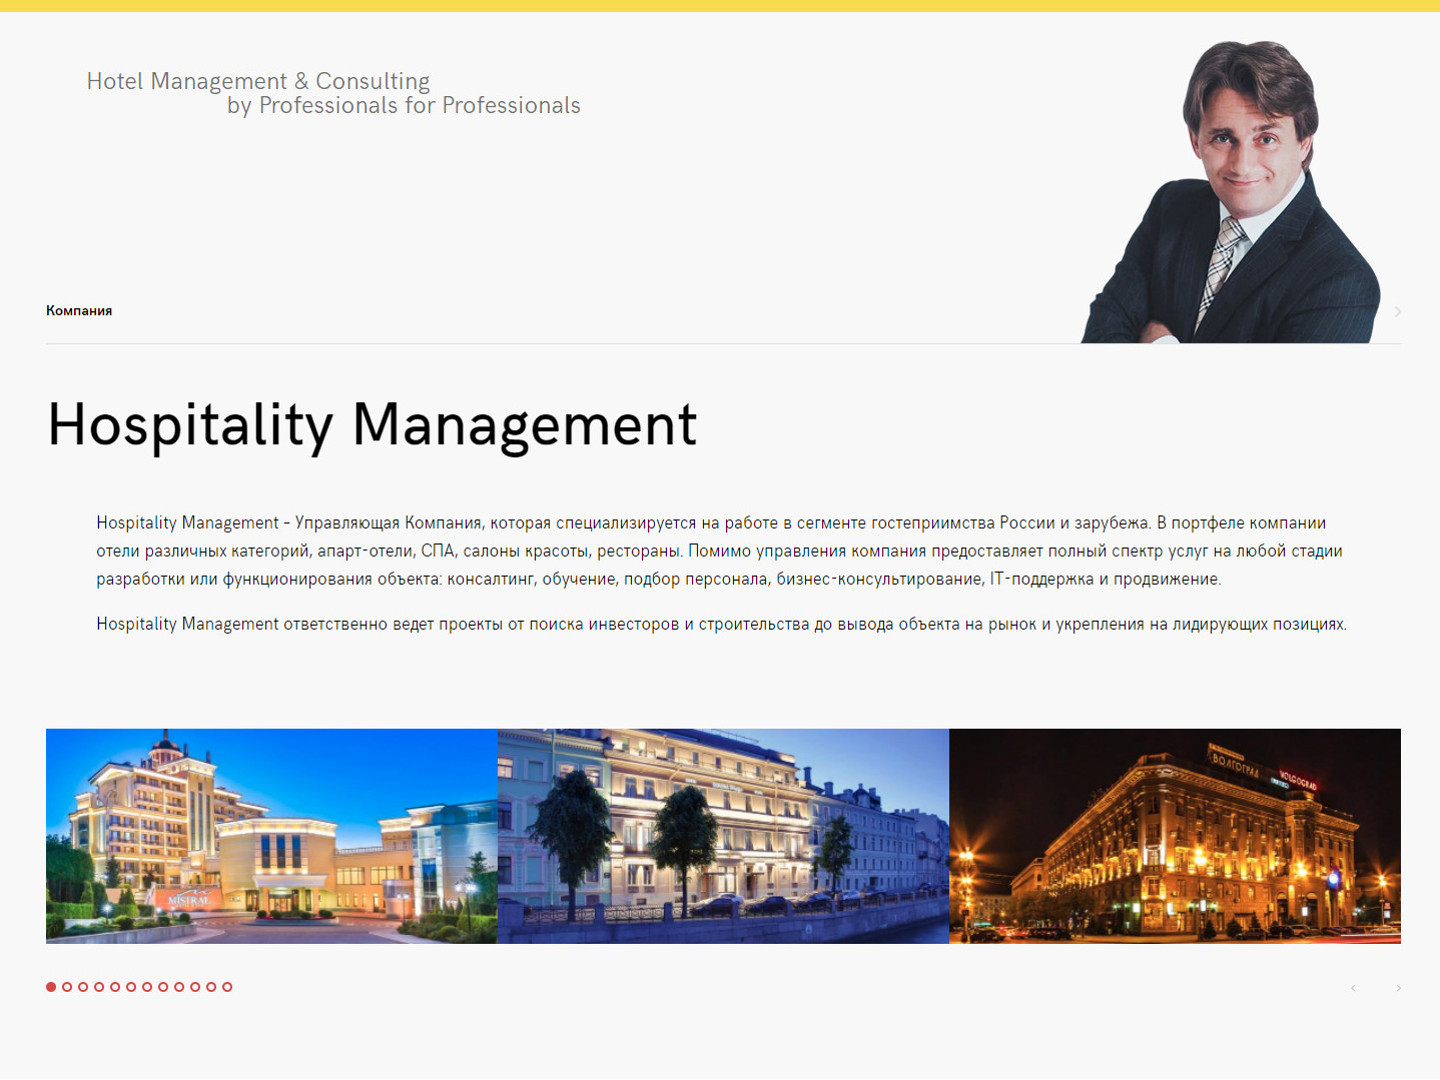 Hotel Management & Consulting
by Professionals for Professionals
Компания
Hospitality Management
Hospitality Management – Управляющая Компания, которая специализируется на работе в сегменте гостеприимства России и зарубежа. В портфеле компании
отели различных категорий, апарт-отели, СПА, салоны красоты, рестораны. Помимо управления компания предоставляет полный спектр услуг на любой стадии
разработки или функционирования объекта: консалтинг, обучение, подбор персонала, бизнес-консультирование, IT-поддержка и продвижение.
Hospitality Management ответственно ведет проекты от поиска инвесторов и строительства до вывода объекта на рынок и укрепления на лидирующих позициях.
MISTRAL
ВОЛГОГРАД
VOLGOGRAD